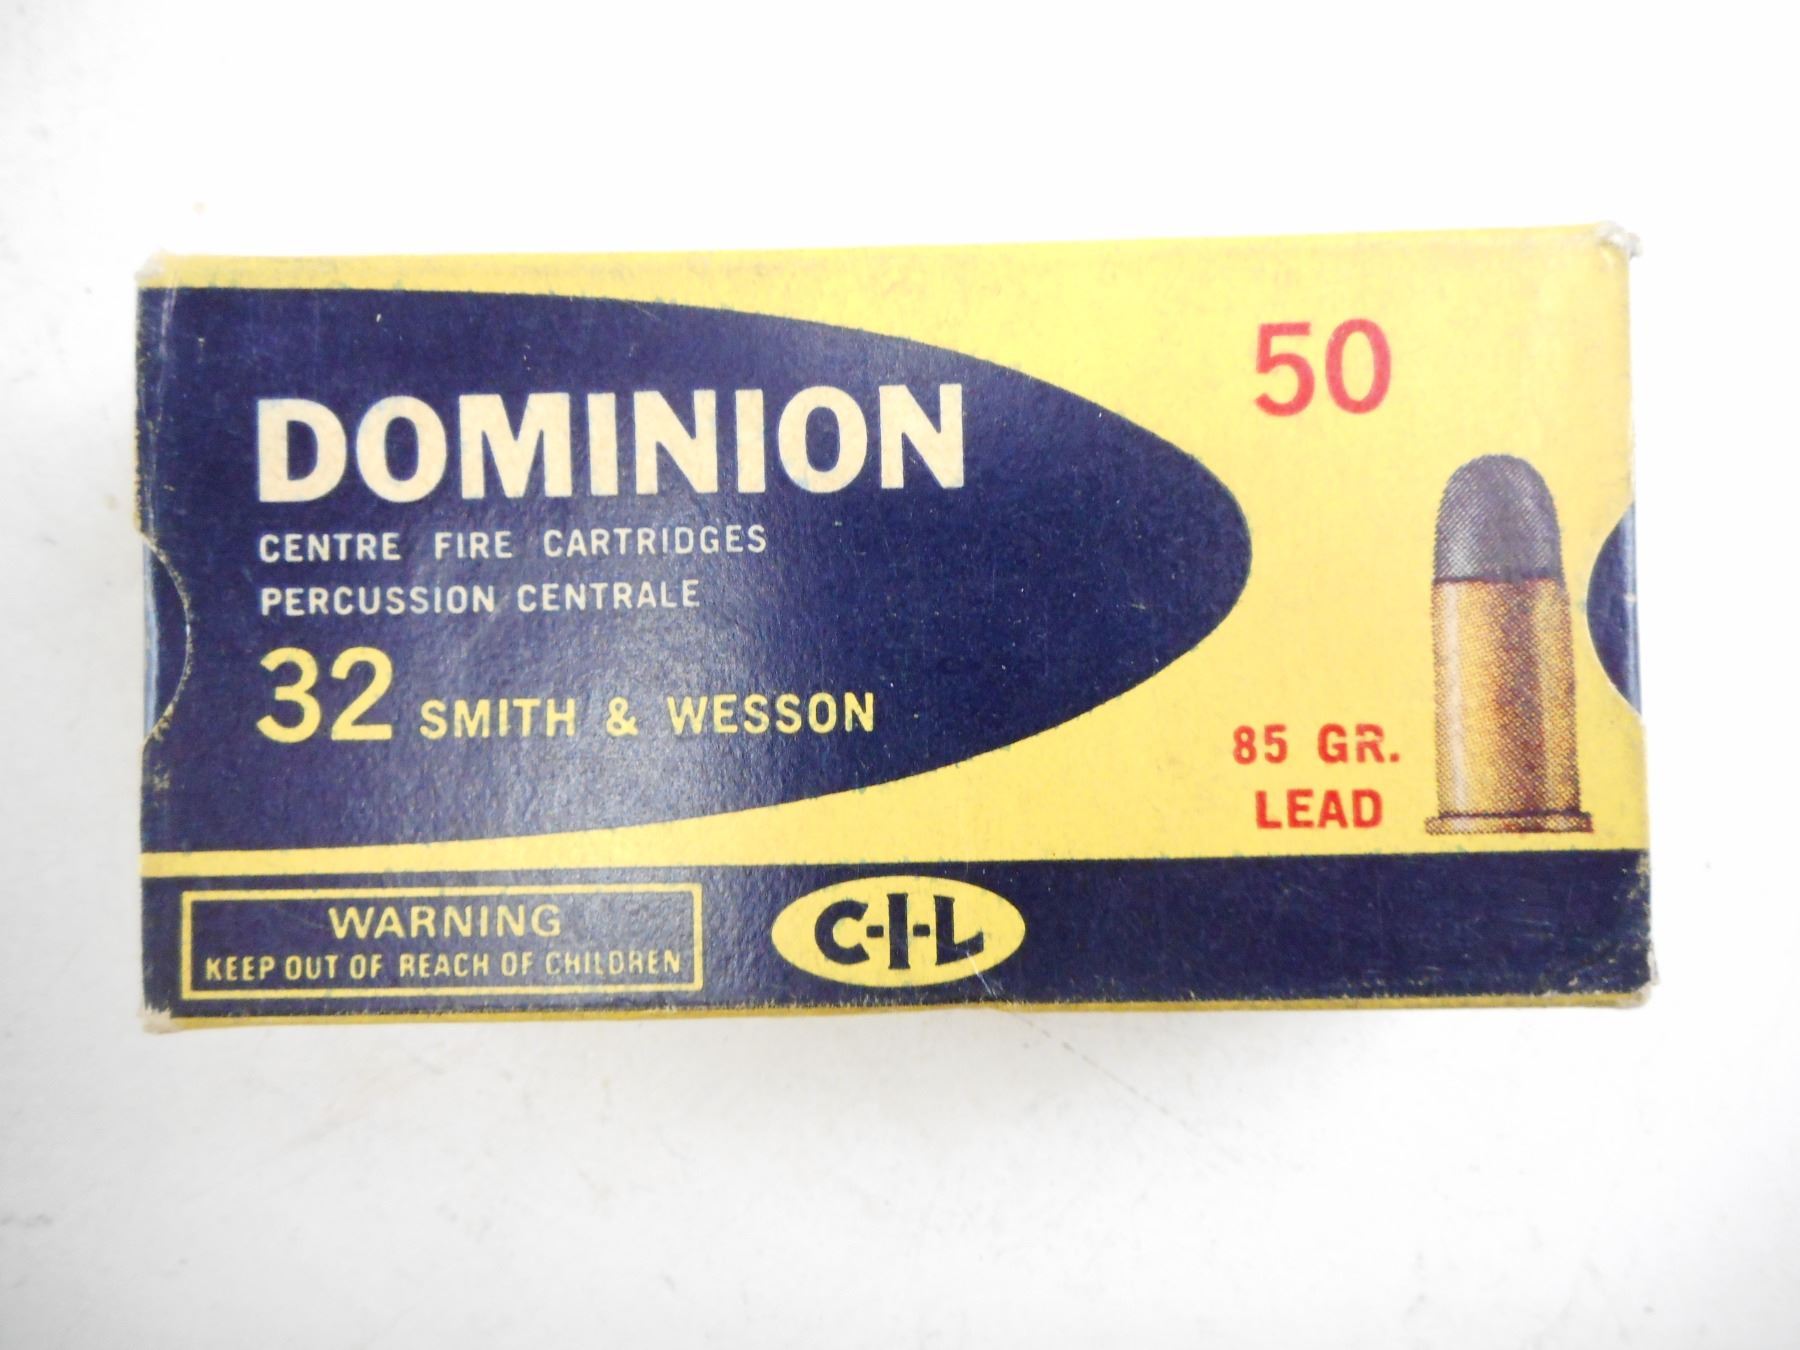 DOMINION
CENTRE FIRE CARTRIDGES
PERCUSSION CENTRALE
32 SMITH & WESSON
50
85 GR.
LEAD
WARNING
KEEP OUT OF REACH OF CHILDREN
C-I-L